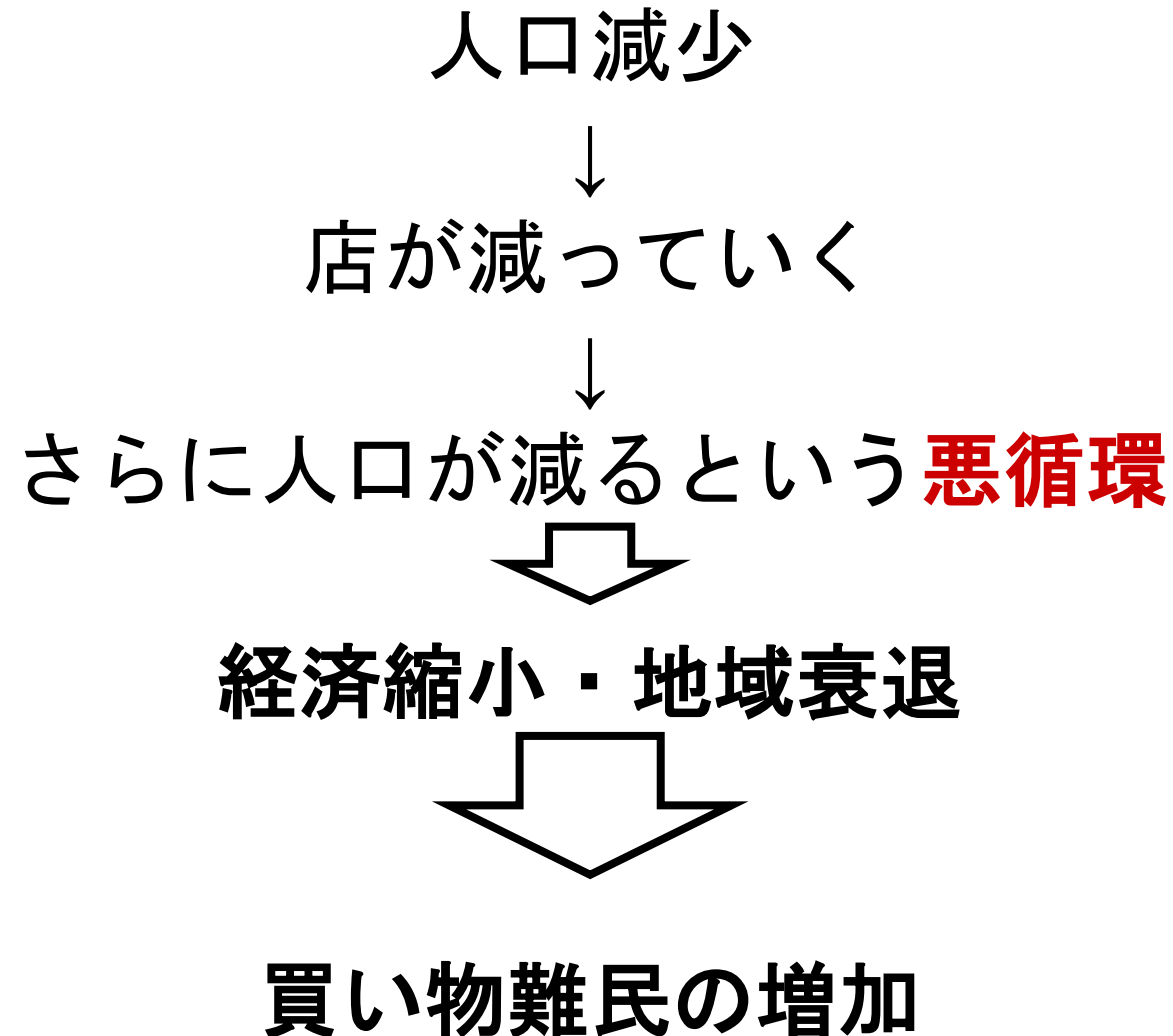 人口減少
↓
店が減っていく
↓
さらに人口が減るという悪循環
経済縮小・地域衰退
買い物難民の増加